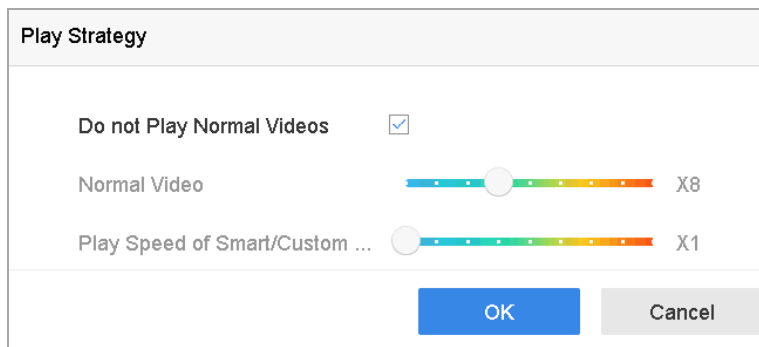 Play Strategy
Do not Play Normal Videos
Normal Video X8
Play Speed of Smart/Custom ... X1
OK Cancel